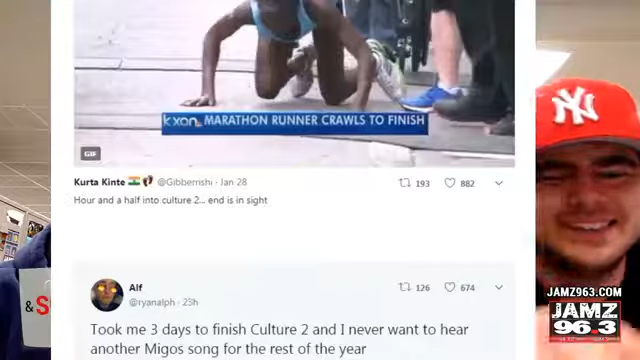 kxan MARATHON RUNNER CRAWLS TO FINISH
GIF
Kurta Kinte 🇮🇳👣 @Gibbernshi · Jan 28
193 882
Hour and a half into culture 2... end is in sight
Alf
@ryanalph · 23h
126 674
Took me 3 days to finish Culture 2 and I never want to hear
another Migos song for the rest of the year
& S
NY
JAMZ963.COM
JAMZ
96.3